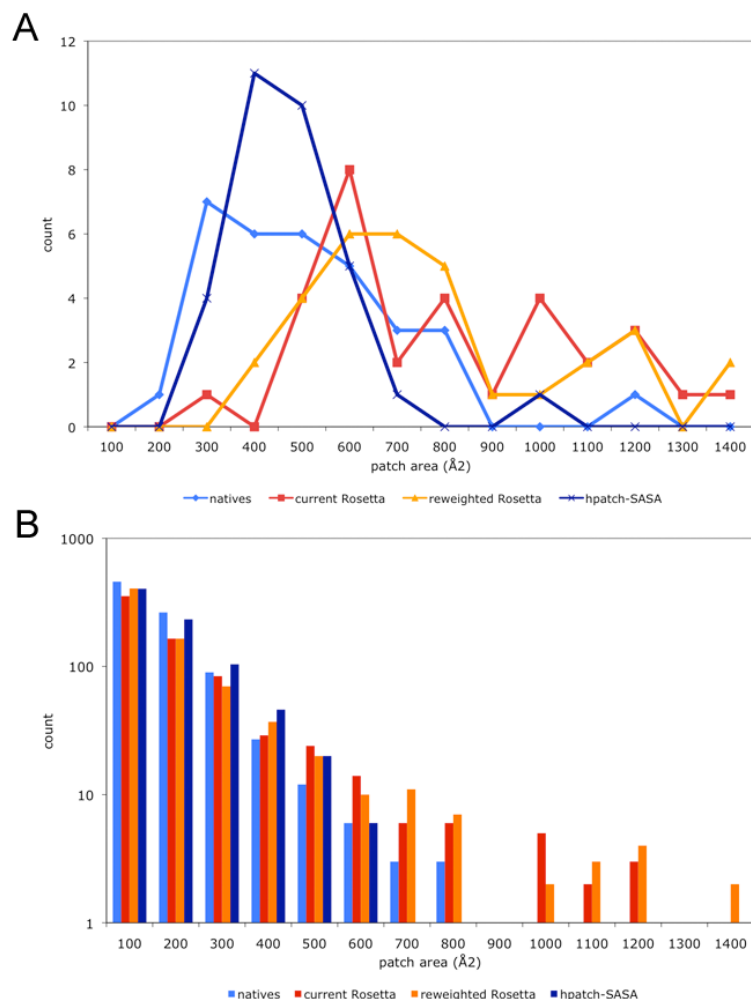 A
12
10
8
6
4
2
0
count
100 200 300 400 500 600 700 800 900 1000 1100 1200 1300 1400
patch area (Å2)
natives current Rosetta reweighted Rosetta hpatch-SASA
B
1000
100
10
1
count
100 200 300 400 500 600 700 800 900 1000 1100 1200 1300 1400
patch area (Å2)
natives current Rosetta reweighted Rosetta hpatch-SASA